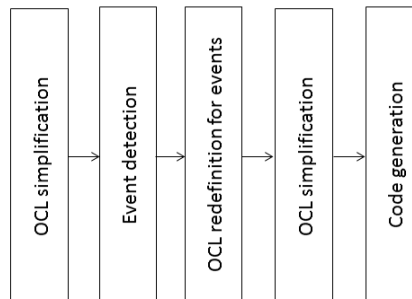 OCL simplification
Event detection
OCL redefinition for events
OCL simplification
Code generation